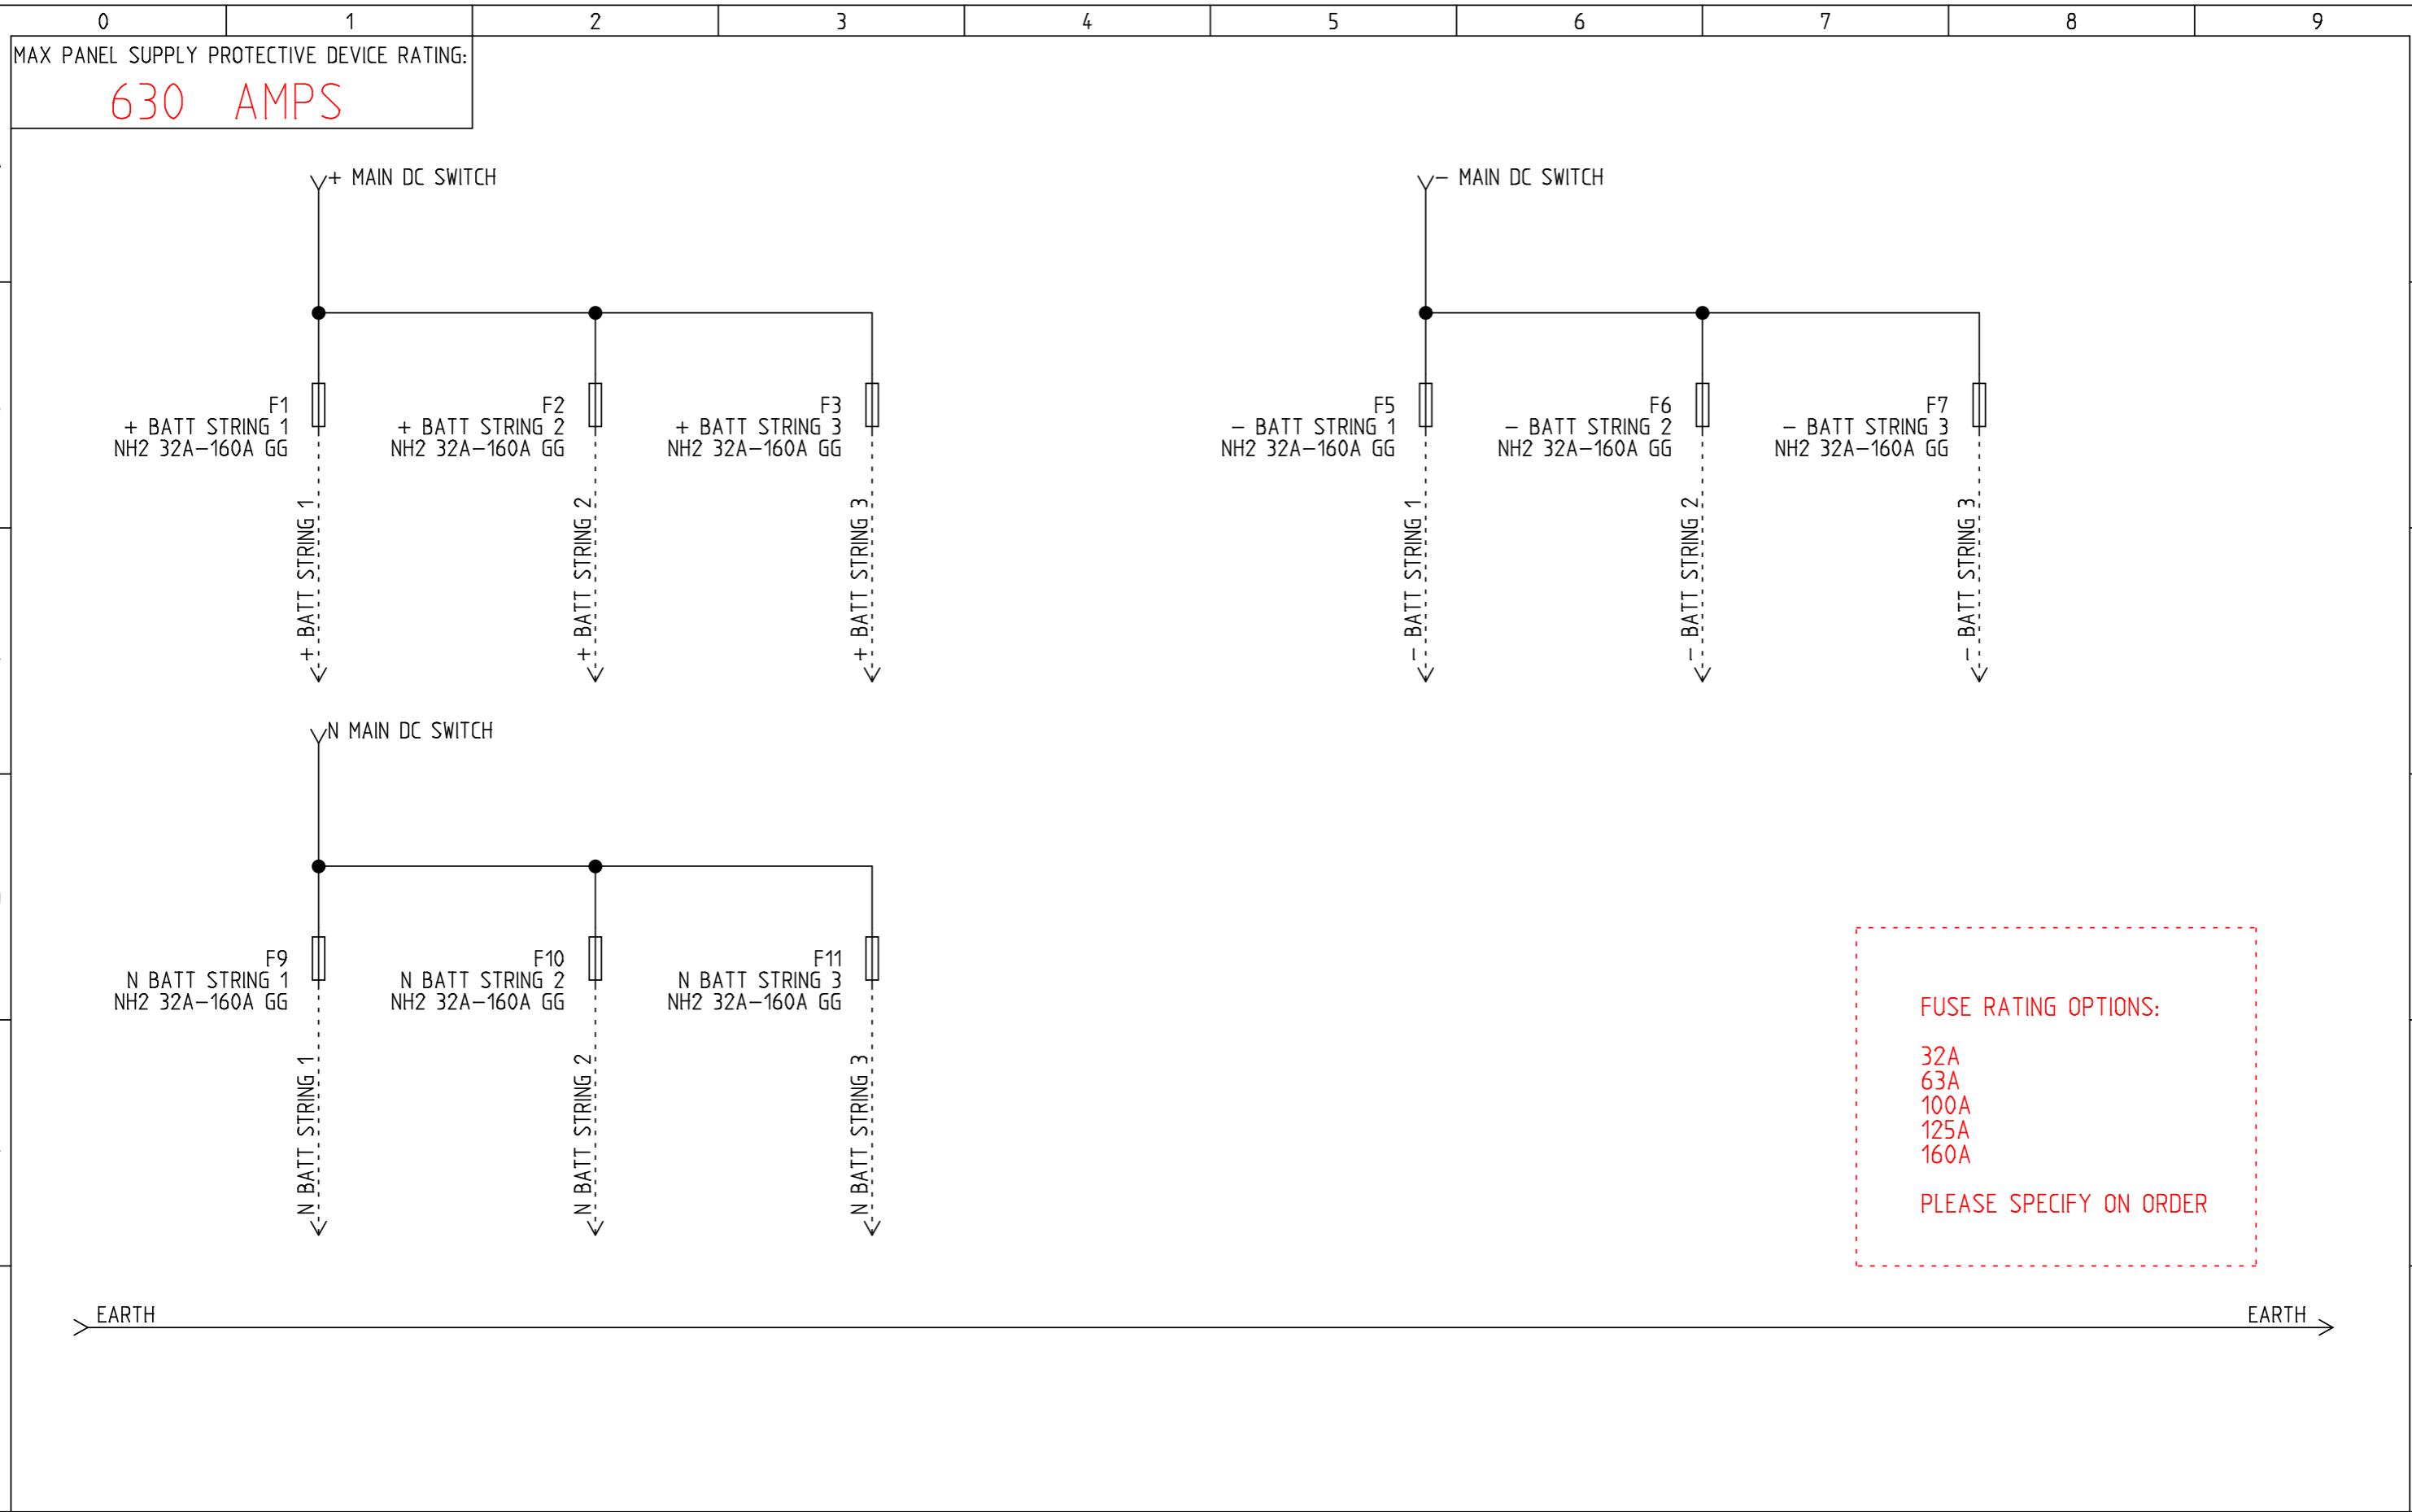 0 1 2 3 4 5 6 7 8 9
MAX PANEL SUPPLY PROTECTIVE DEVICE RATING:
630 AMPS
+ MAIN DC SWITCH
F1
+ BATT STRING 1
NH2 32A-160A GG
+ BATT STRING 1
F2
+ BATT STRING 2
NH2 32A-160A GG
+ BATT STRING 2
F3
+ BATT STRING 3
NH2 32A-160A GG
+ BATT STRING 3
- MAIN DC SWITCH
F5
- BATT STRING 1
NH2 32A-160A GG
- BATT STRING 1
F6
- BATT STRING 2
NH2 32A-160A GG
- BATT STRING 2
F7
- BATT STRING 3
NH2 32A-160A GG
- BATT STRING 3
N MAIN DC SWITCH
F9
N BATT STRING 1
NH2 32A-160A GG
N BATT STRING 1
F10
N BATT STRING 2
NH2 32A-160A GG
N BATT STRING 2
F11
N BATT STRING 3
NH2 32A-160A GG
N BATT STRING 3
FUSE RATING OPTIONS:
32A
63A
100A
125A
160A
PLEASE SPECIFY ON ORDER
EARTH
EARTH